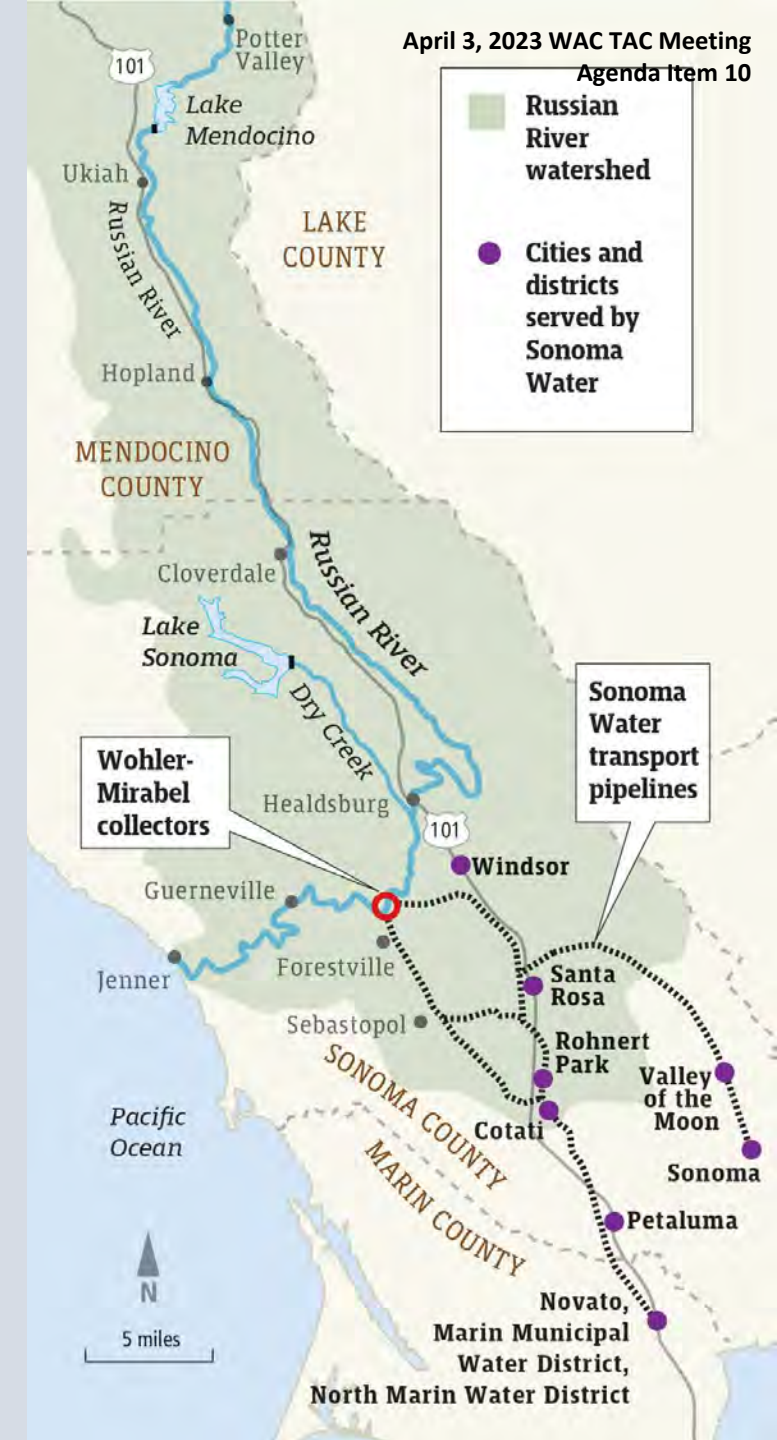 April 3, 2023 WAC TAC Meeting
Agenda Item 10
Potter
Valley
101
Lake
Mendocino
Russian
River
watershed
Cities and
districts
served by
Sonoma
Water
Ukiah
Russian River
LAKE
COUNTY
Hopland
MENDOCINO
COUNTY
Cloverdale
Russian River
Lake
Sonoma
Dry Creek
Sonoma
Water
transport
pipelines
Wohler-
Mirabel
collectors
Healdsburg
101
Windsor
Guerneville
Jenner
Forestville
Santa
Rosa
Sebastopol
Rohnert
Park
Valley
of the
Moon
SONOMA COUNTY
Cotati
Pacific
Ocean
MARIN COUNTY
Sonoma
Petaluma
N
5 miles
Novato,
Marin Municipal
Water District,
North Marin Water District